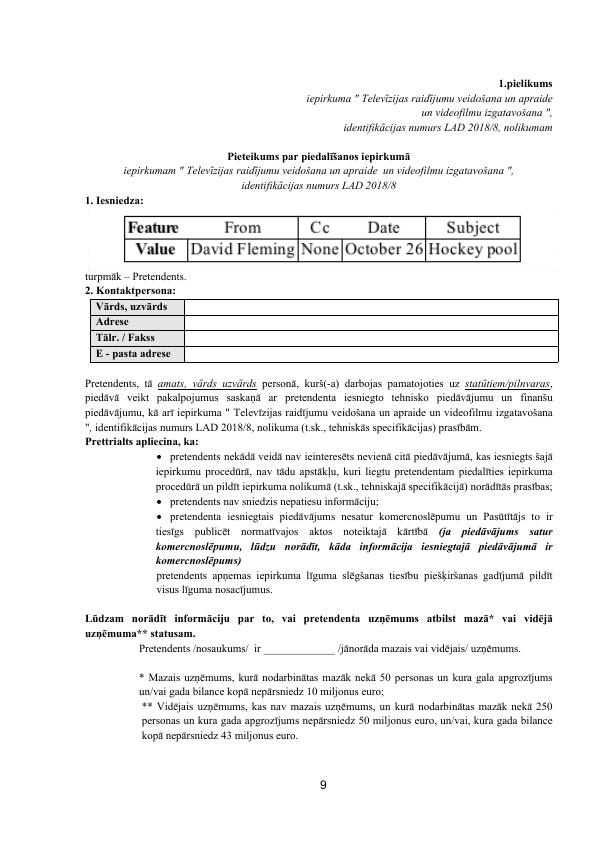 1.pielikums
iepirkuma " Televīzijas raidījumu veidošana un apraide
un videofilmu izgatavošana ",
identifikācijas numurs LAD 2018/8, nolikumam
Pieteikums par piedalīšanos iepirkumā
iepirkumam " Televīzijas raidījumu veidošana un apraide un videofilmu izgatavošana ",
identifikācijas numurs LAD 2018/8
1. Iesniedza:
Feature From Cc Date Subject
Value David Fleming None October 26 Hockey pool
turpmāk – Pretendents.
2. Kontaktpersona:
Vārds, uzvārds
Adrese
Tālr. / Fakss
E - pasta adrese
Pretendents, tā amats, vārds uzvārds personā, kurš(-a) darbojas pamatojoties uz statūtiem/pilnvaras,
piedāvā veikt pakalpojumus saskaņā ar pretendenta iesniegto tehnisko piedāvājumu un finanšu
piedāvājumu, kā arī iepirkuma " Televīzijas raidījumu veidošana un apraide un videofilmu izgatavošana
", identifikācijas numurs LAD 2018/8, nolikuma (t.sk., tehniskās specifikācijas) prasībām.
Prettrialts apliecina, ka:
• pretendents nekādā veidā nav ieinteresēts nevienā citā piedāvājumā, kas iesniegts šajā
iepirkumu procedūrā, nav tādu apstākļu, kuri liegtu pretendentam piedalīties iepirkuma
procedūrā un pildīt iepirkuma nolikumā (t.sk., tehniskajā specifikācijā) norādītās prasības;
• pretendents nav sniedzis nepatiesu informāciju;
• pretendenta iesniegtais piedāvājums nesatur komercnoslēpumu un Pasūtītājs to ir
tiesīgs publicēt normatīvajos aktos noteiktajā kārtībā (ja piedāvājums satur
komercnoslēpumu, lūdzu norādīt, kāda informācija iesniegtajā piedāvājumā ir
komercnoslēpums)
pretendents apņemas iepirkuma līguma slēgšanas tiesību piešķiršanas gadījumā pildīt
visus līguma nosacījumus.
Lūdzam norādīt informāciju par to, vai pretendenta uzņēmums atbilst mazā* vai vidējā
uzņēmuma** statusam.
Pretendents /nosaukums/ ir _____________ /jānorāda mazais vai vidējais/ uzņēmums.
* Mazais uzņēmums, kurā nodarbinātas mazāk nekā 50 personas un kura gala apgrozījums
un/vai gada bilance kopā nepārsniedz 10 miljonus euro;
** Vidējais uzņēmums, kas nav mazais uzņēmums, un kurā nodarbinātas mazāk nekā 250
personas un kura gada apgrozījums nepārsniedz 50 miljonus euro, un/vai, kura gada bilance
kopā nepārsniedz 43 miljonus euro.
9